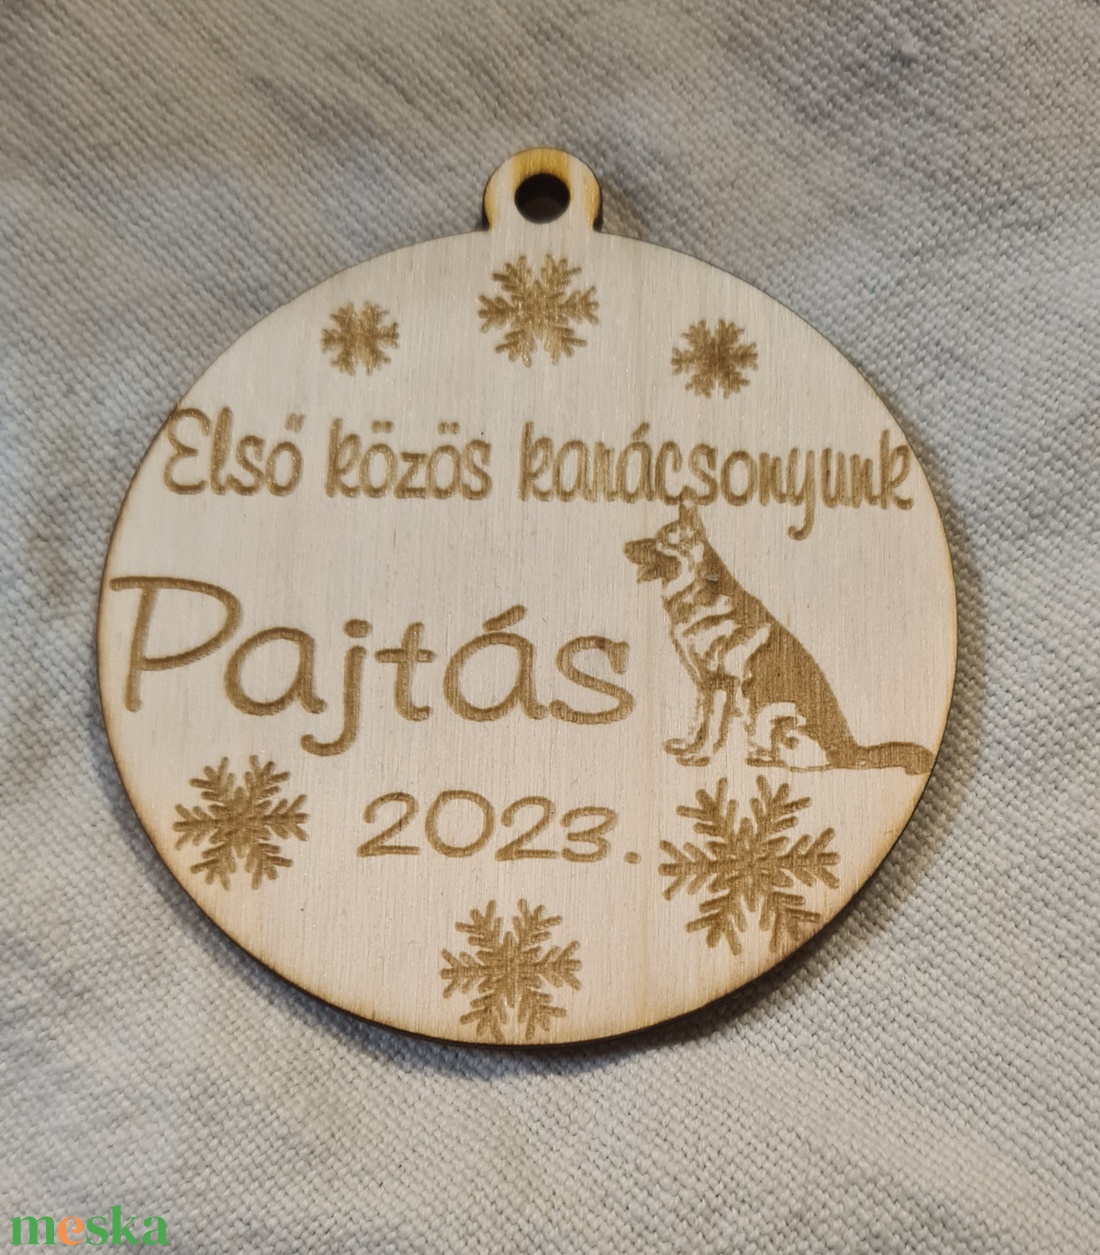 Első közös karácsonyunk
Pajtás
2023.
meska